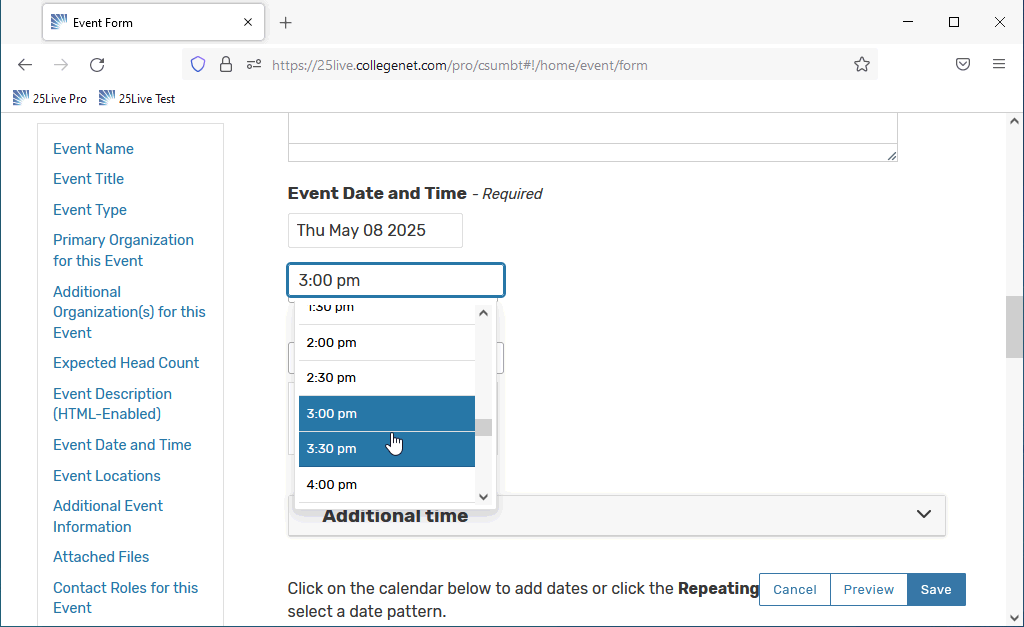 Event Form
https://25live.collegenet.com/pro/csumbt#!/home/event/form
25Live Pro
25Live Test
Event Name
Event Title
Event Type
Primary Organization
for this Event
Additional
Organization(s) for this
Event
Expected Head Count
Event Description
(HTML-Enabled)
Event Date and Time
Event Locations
Additional Event
Information
Attached Files
Contact Roles for this
Event
Event Date and Time - Required
Thu May 08 2025
3:00 pm
1:30 pm
2:00 pm
2:30 pm
3:00 pm
3:30 pm
4:00 pm
Additional time
Click on the calendar below to add dates or click the Repeating
select a date pattern.
Cancel
Preview
Save